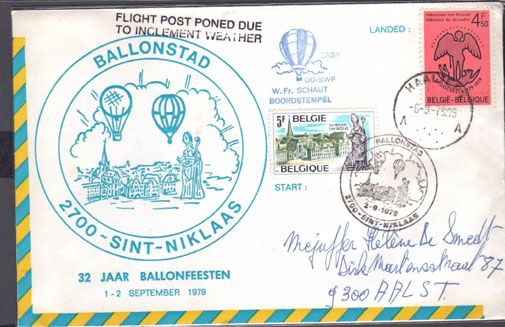 FLIGHT POST PONED DUE
TO INCLEMENT WEATHER
LANDED :
BALLONSTAD
2700 - SINT-NIKLAAS
OO-SWF
W. Fr. SCHAUT
BOORDSTEMPEL
4F50
BELGIE-BELGIQUE
5F
BELGIE
BELGIQUE
A A
START :
BALLONSTAD
2-9-1979
2700-SINT-NIKLAAS
32 JAAR BALLONFEESTEN
1 - 2 SEPTEMBER 1979
Mejuffer Helene De Smedt
Dirk Martensstraat 87
9300 AALST.